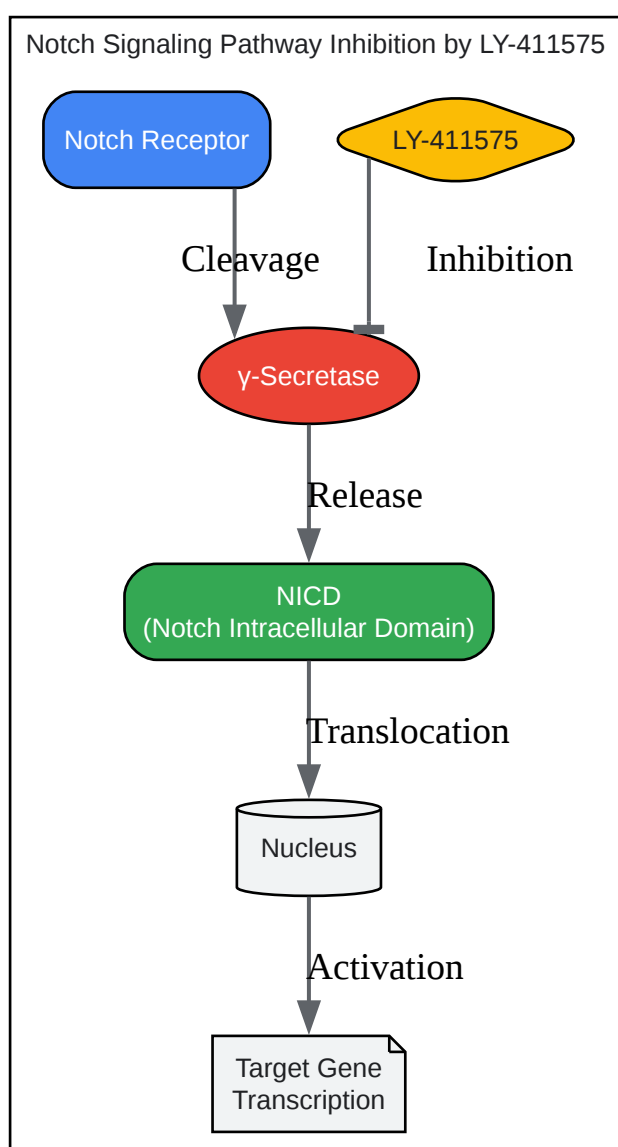 Notch Signaling Pathway Inhibition by LY-411575
Notch Receptor
LY-411575
Cleavage
Inhibition
γ-Secretase
Release
NICD
(Notch Intracellular Domain)
Translocation
Nucleus
Activation
Target Gene
Transcription